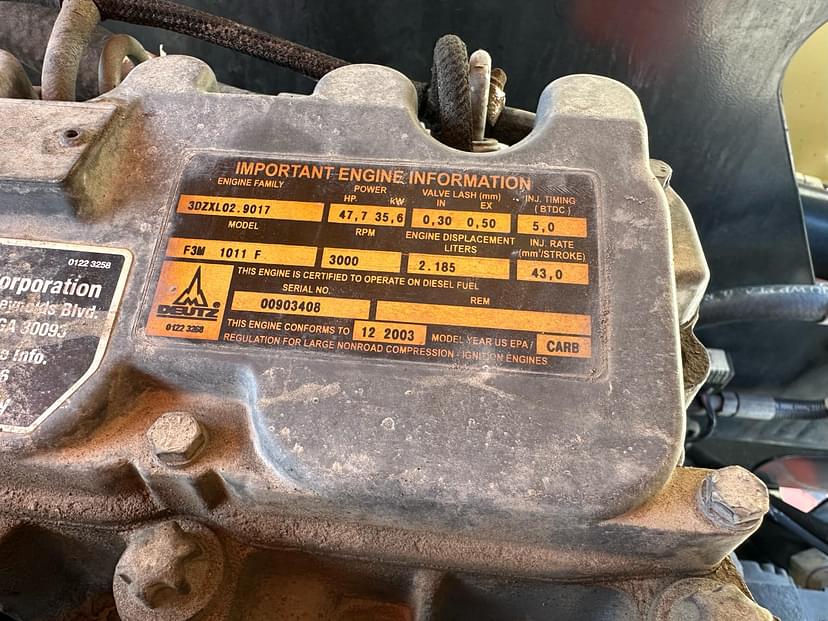 IMPORTANT ENGINE INFORMATION
ENIGINE FAMILY
POWER
HP. kW
VALVE LASH (mm)
IN EX
INJ. TIMING
( BTDC )
3DZXL02.9017
47,7 35,6
0,30 0,50
5,0
MODEL
RPM
ENGINE DISPLACEMENT
LITERS
INJ. RATE
(mm³/STROKE)
F3M 1011 F
3000
2.185
43,0
THIS ENGINE IS CERTIFIED TO OPERATE ON DIESEL FUEL
SERIAL NO.
REM
00903408
DEUTZ
0122 3258
THIS ENGINE CONFORMS TO 12 2003 MODEL YEAR US EPA/ CARB
REGULATION FOR LARGE NONROAD COMPRESSION - IGNITION ENGINES
0122 3258
orporation
eynolds Blvd.
GA 30093
e info.
6
y